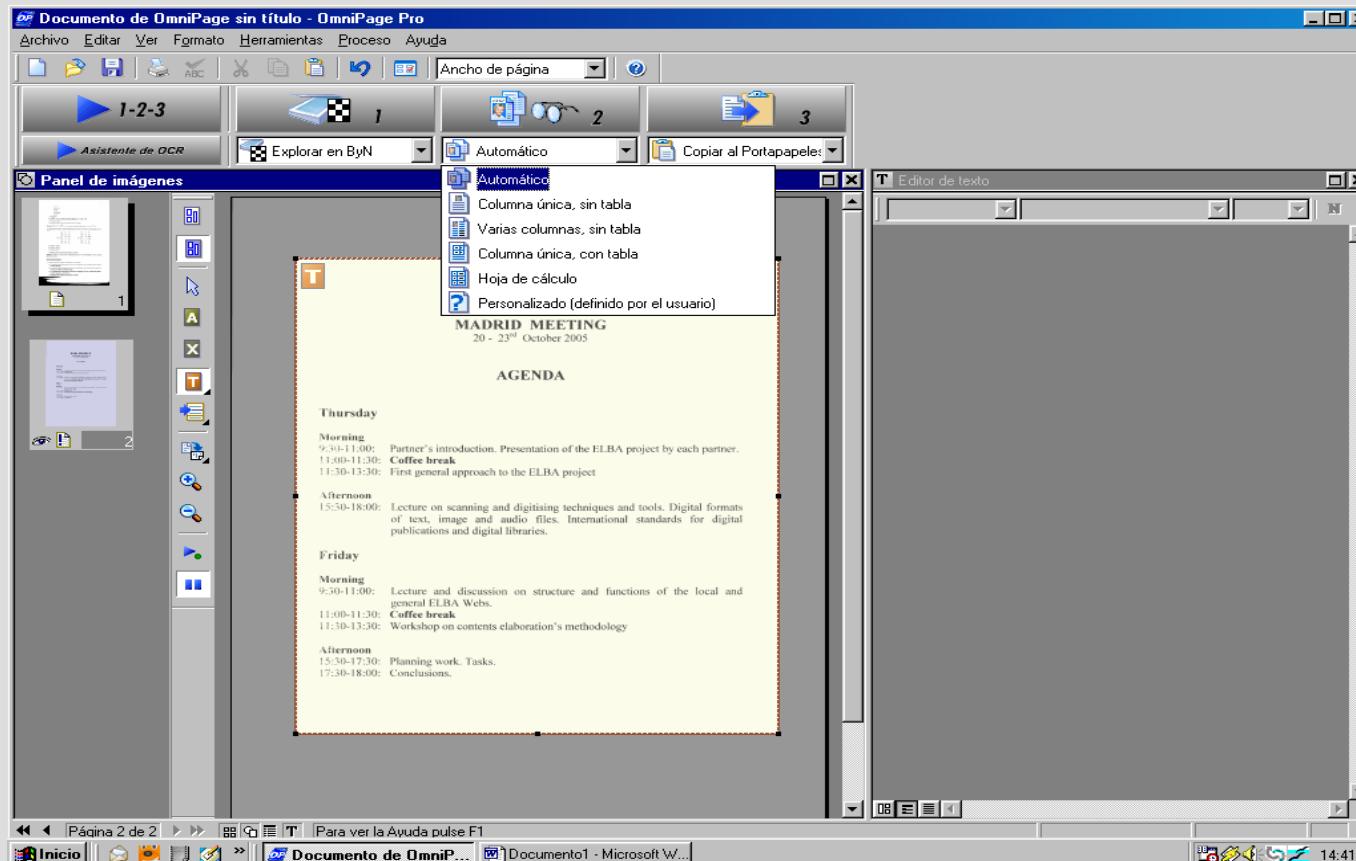 Documento de OmniPage sin título - OmniPage Pro
Archivo Editar Ver Formato Herramientas Proceso Ayuda
ABC
Ancho de página
1-2-3
1
2
3
Asistente de OCR
Explorar en ByN
Automático
Copiar al Portapapeles
Panel de imágenes
Automático
Columna única, sin tabla
Varias columnas, sin tabla
Columna única, con tabla
Hoja de cálculo
Personalizado (definido por el usuario)
Editor de texto
N
1
2
A
T
T
MADRID MEETING
20 - 23rd October 2005
AGENDA
Thursday
Morning
9:30-11:00: Partner's introduction. Presentation of the ELBA project by each partner.
11:00-11:30: Coffee break
11:30-13:30: First general approach to the ELBA project
Afternoon
15:30-18:00: Lecture on scanning and digitising techniques and tools. Digital formats
of text, image and audio files. International standards for digital
publications and digital libraries.
Friday
Morning
9:30-11:00: Lecture and discussion on structure and functions of the local and
general ELBA Webs.
11:00-11:30: Coffee break
11:30-13:30: Workshop on contents elaboration's methodology
Afternoon
15:30-17:30: Planning work. Tasks.
17:30-18:00: Conclusions.
Página 2 de 2
T
Para ver la Ayuda pulse F1
Inicio
Documento de OmniP...
Documento1 - Microsoft W...
14:41